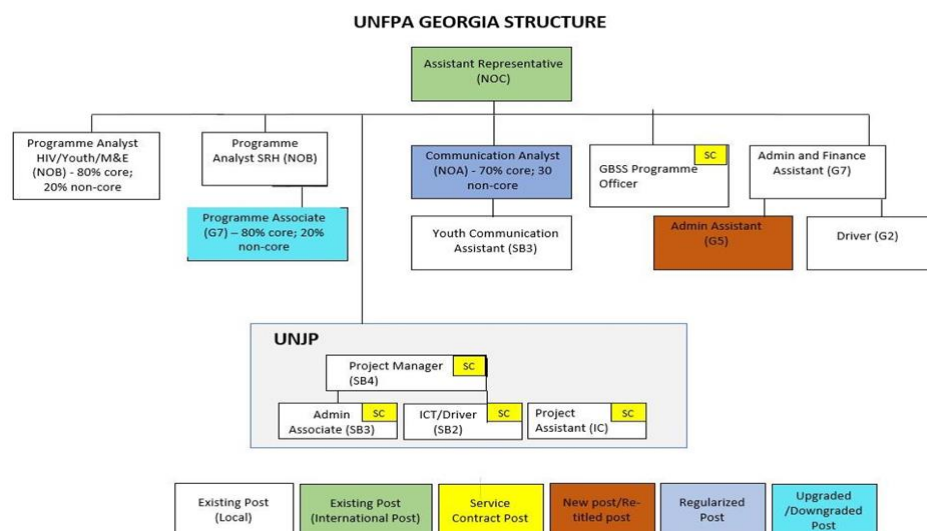 UNFPA GEORGIA STRUCTURE
Assistant Representative
(NOC)
Programme Analyst
HIV/Youth/M&E
(NOB) - 80% core;
20% non-core
Programme
Analyst SRH (NOB)
Communication Analyst
(NOA) - 70% core; 30
non-core
SC
GBSS Programme
Officer
Admin and Finance
Assistant (G7)
Programme Associate
(G7) – 80% core; 20%
non-core
Youth Communication
Assistant (SB3)
Admin Assistant
(G5)
Driver (G2)
UNJP
Project Manager
(SB4)
SC
Admin
Associate (SB3)
SC
ICT/Driver
(SB2)
SC
Project
Assistant (IC)
SC
Existing Post
(Local)
Existing Post
(International Post)
Service
Contract Post
New post/Re-
titled post
Regularized
Post
Upgraded
/Downgraded
Post